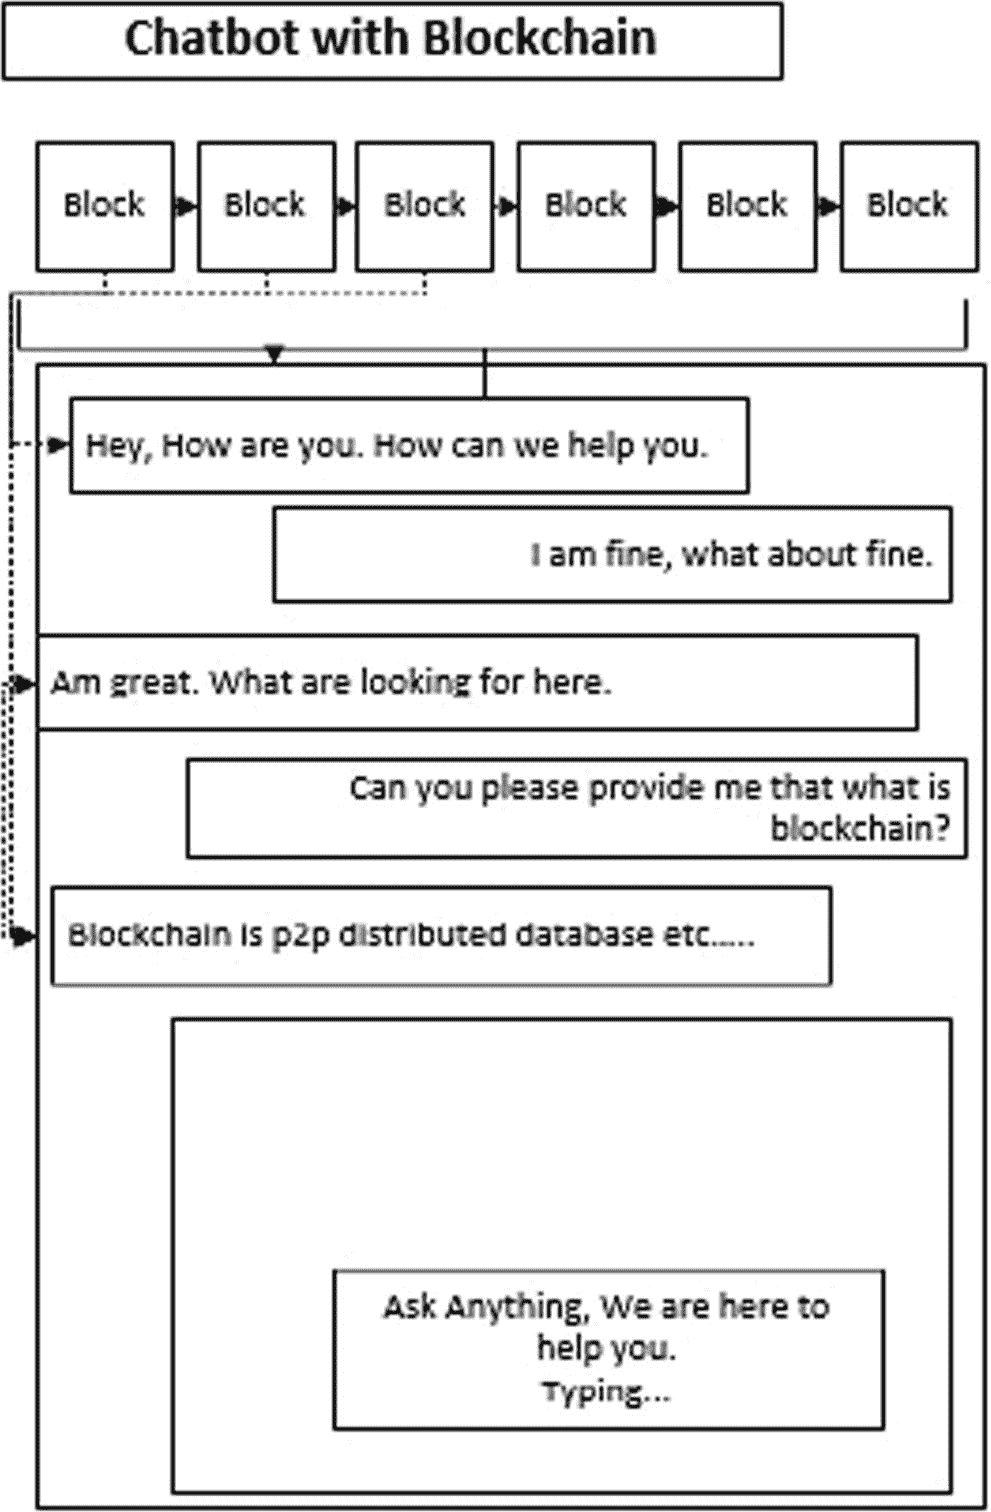 Chatbot with Blockchain
Block Block Block Block Block Block
Hey, How are you. How can we help you.
I am fine, what about fine.
Am great. What are looking for here.
Can you please provide me that what is
blockchain?
Blockchain is p2p distributed database etc.....
Ask Anything, We are here to
help you.
Typing...